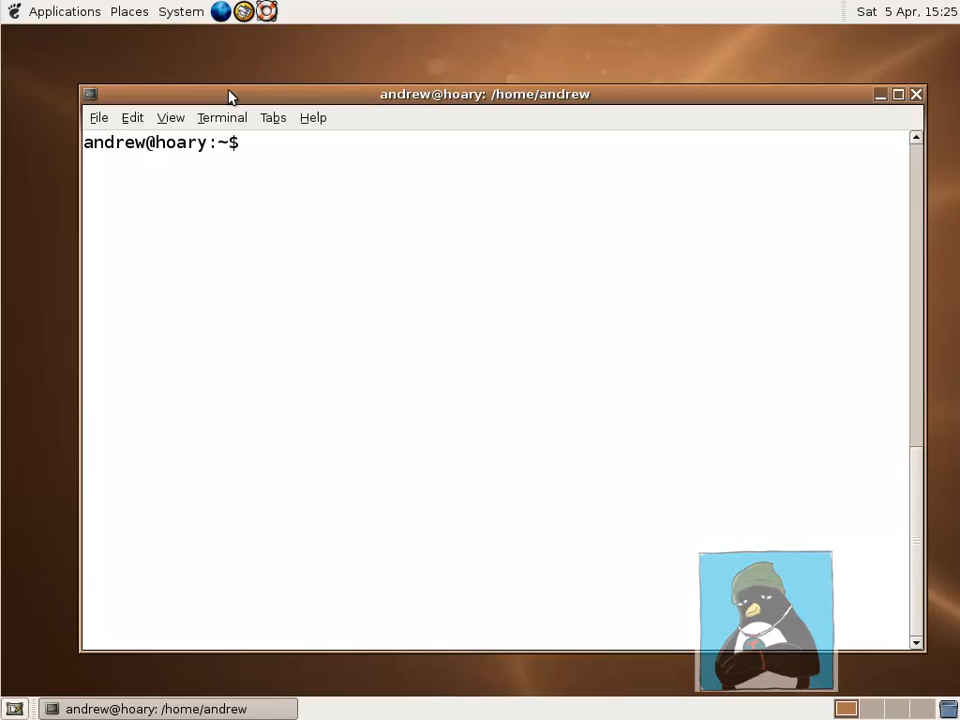 Applications Places System Sat 5 Apr, 15:25
andrew@hoary: /home/andrew
File Edit View Terminal Tabs Help
andrew@hoary:~$
andrew@hoary: /home/andrew